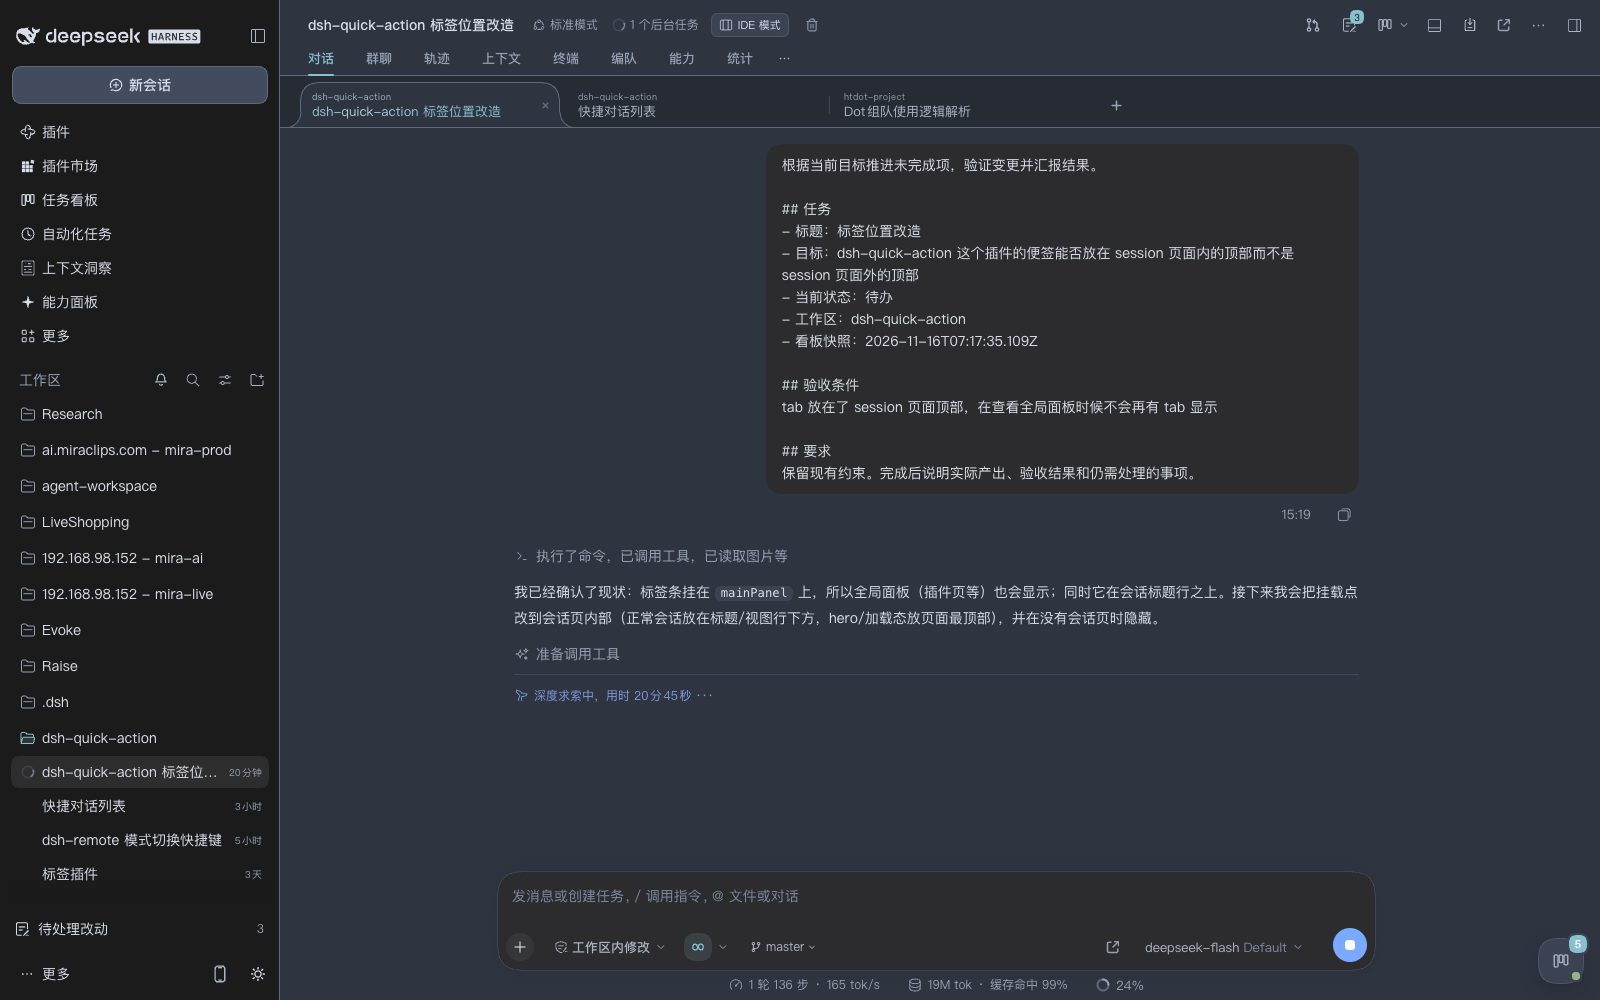 deepseek HARNESS
新会话
插件
插件市场
任务看板
自动化任务
上下文洞察
能力面板
更多
工作区
Research
ai.miraclips.com - mira-prod
agent-workspace
LiveShopping
192.168.98.152 - mira-ai
192.168.98.152 - mira-live
Evoke
Raise
.dsh
dsh-quick-action
dsh-quick-action 标签位... 20分钟
快捷对话列表 3小时
dsh-remote 模式切换快捷键 5小时
标签插件 3天
待处理改动 3
更多
dsh-quick-action 标签位置改造 标准模式 1 个后台任务 IDE 模式 3
对话 群聊 轨迹 上下文 终端 编队 能力 统计 ...
dsh-quick-action
dsh-quick-action 标签位置改造 ×
dsh-quick-action
快捷对话列表
htdot-project
Dot 组队使用逻辑解析
根据当前目标推进未完成项，验证变更并汇报结果。
## 任务
- 标题：标签位置改造
- 目标：dsh-quick-action 这个插件的便签能否放在 session 页面内的顶部而不是
session 页面外的顶部
- 当前状态：待办
- 工作区：dsh-quick-action
- 看板快照：2026-11-16T07:17:35.109Z
## 验收条件
tab 放在了 session 页面顶部，在查看全局面板时候不会再有 tab 显示
## 要求
保留现有约束。完成后说明实际产出、验收结果和仍需处理的事项。
15:19
执行了命令，已调用工具，已读取图片等
我已经确认了现状：标签条挂在 mainPanel 上，所以全局面板（插件页等）也会显示；同时它在会话标题行之上。接下来我会把挂载点
改到会话页内部（正常会话放在标题/视图行下方，hero/加载态放页面最顶部），并在没有会话页时隐藏。
准备调用工具
深度求索中，用时 20分45秒 ···
发消息或创建任务，/ 调用指令，@ 文件或对话
工作区内修改 master deepseek-flash Default
1 轮 136 步 · 165 tok/s 19M tok · 缓存命中 99% 24%
5